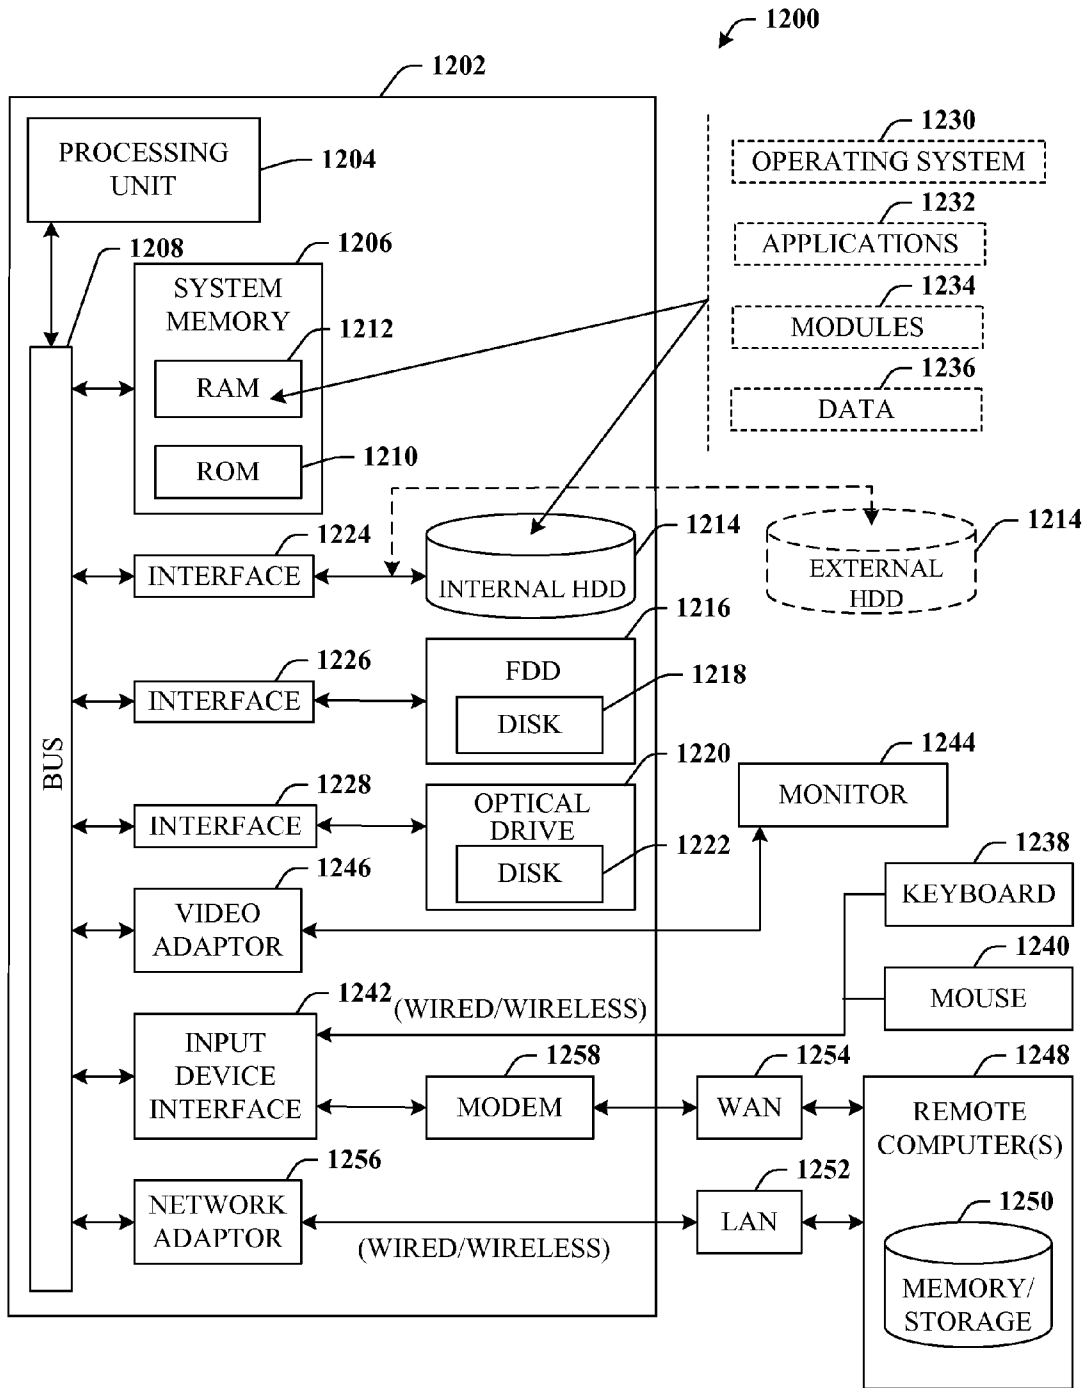 1200
1202
PROCESSING
UNIT
1204
1230
OPERATING SYSTEM
1232
APPLICATIONS
1234
MODULES
1236
DATA
1208
1206
SYSTEM
MEMORY
1212
RAM
1210
ROM
1224
INTERFACE
1214
INTERNAL HDD
1214
EXTERNAL
HDD
1226
INTERFACE
1216
FDD
1218
DISK
BUS
1228
INTERFACE
1220
OPTICAL
DRIVE
1222
DISK
1244
MONITOR
1246
VIDEO
ADAPTOR
1238
KEYBOARD
1240
MOUSE
1242
INPUT
DEVICE
INTERFACE
(WIRED/WIRELESS)
1258
MODEM
1254
WAN
1248
REMOTE
COMPUTER(S)
1256
NETWORK
ADAPTOR
(WIRED/WIRELESS)
1252
LAN
1250
MEMORY/
STORAGE